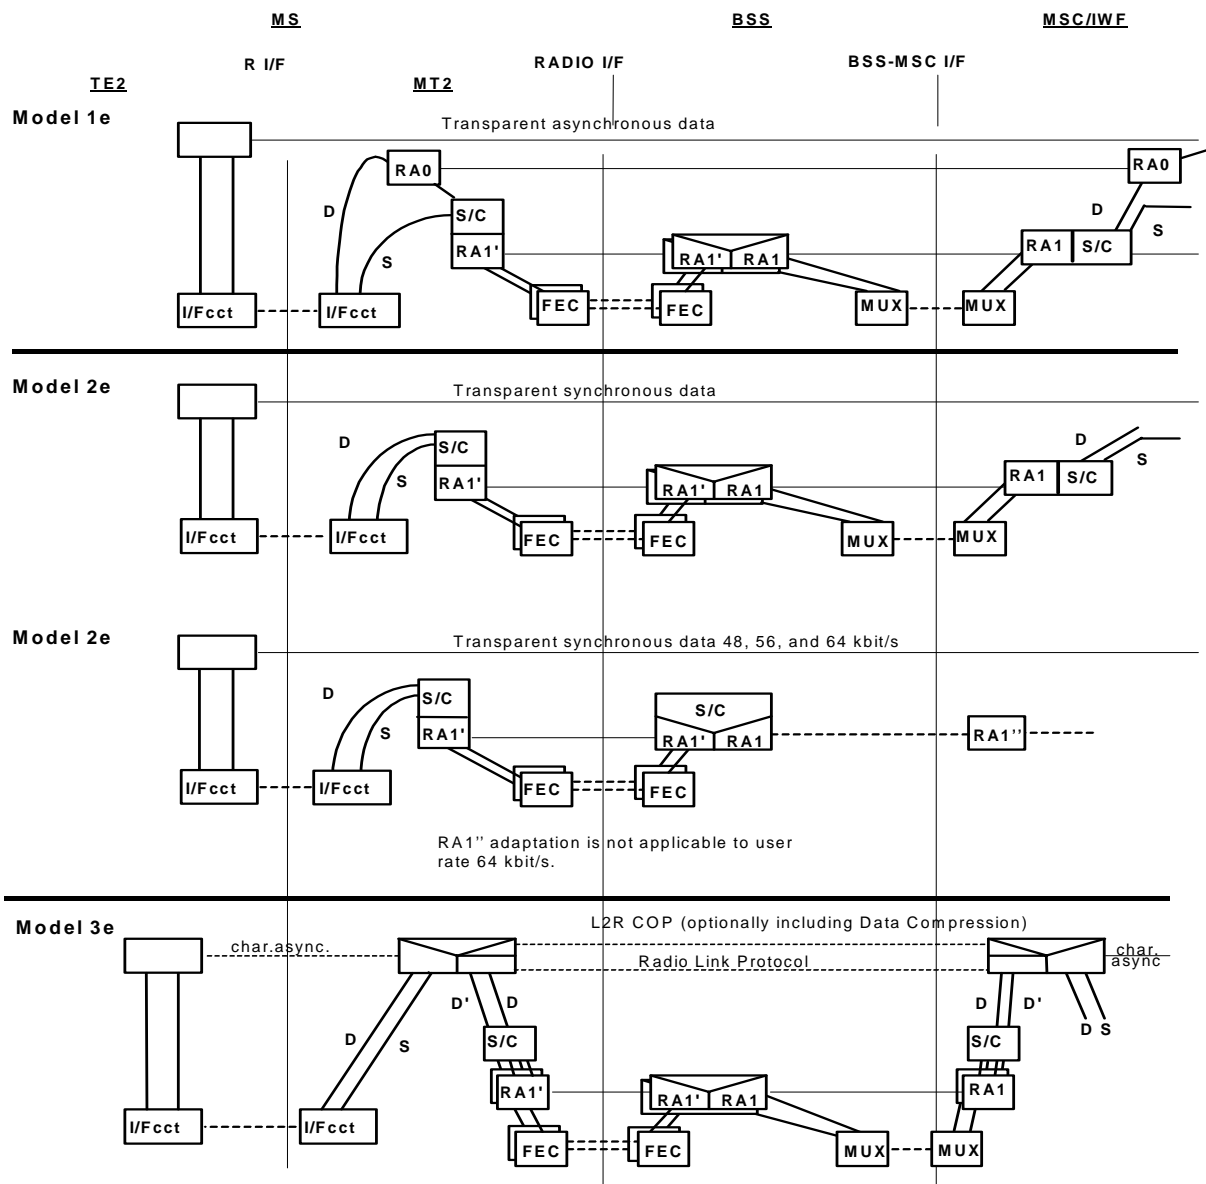 MS BSS MSC/IWF
R I/F RADIO I/F BSS-MSC I/F
TE2 MT2
Model 1e
Transparent asynchronous data
RA0 RA0
D S/C D
S RA1' RA1' RA1 RA1 S/C S
I/Fcct I/Fcct FEC FEC MUX MUX
Model 2e
Transparent synchronous data
D S/C D
S RA1' RA1' RA1 RA1 S/C S
I/Fcct I/Fcct FEC FEC MUX MUX
Model 2e
Transparent synchronous data 48, 56, and 64 kbit/s
D S/C S/C
S RA1' RA1' RA1 RA1''
I/Fcct I/Fcct FEC FEC
RA1'' adaptation is not applicable to user
rate 64 kbit/s.
Model 3e
L2R COP (optionally including Data Compression)
char.async. char.
Radio Link Protocol async
D' D D D'
D S S/C S/C D S
RA1' RA1' RA1 RA1
I/Fcct I/Fcct FEC FEC MUX MUX